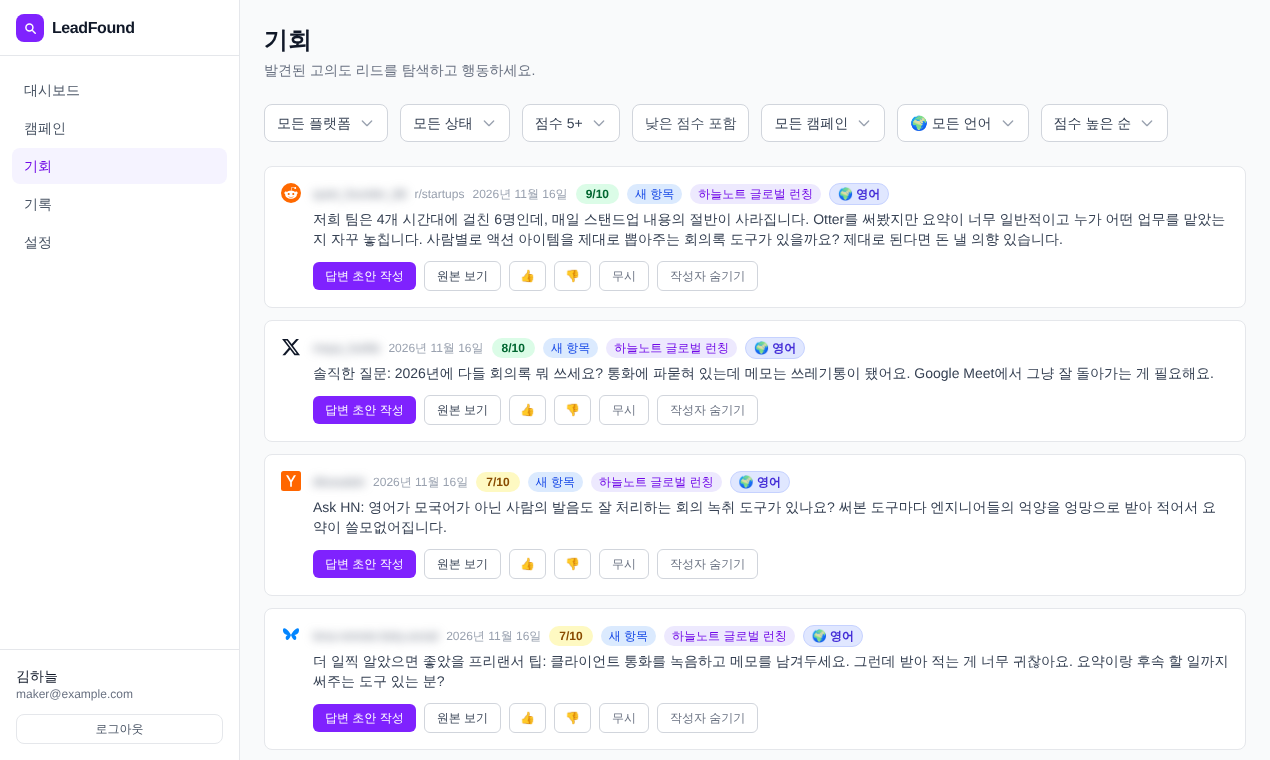 LeadFound
대시보드
캠페인
기회
기록
설정
김하늘
maker@example.com
로그아웃
기회
발견된 고의도 리드를 탐색하고 행동하세요.
모든 플랫폼 모든 상태 점수 5+ 낮은 점수 포함 모든 캠페인 🌍 모든 언어 점수 높은 순
r/startups 2026년 11월 16일 9/10 새 항목 하늘노트 글로벌 런칭 🌍 영어
저희 팀은 4개 시간대에 걸친 6명인데, 매일 스탠드업 내용의 절반이 사라집니다. Otter를 써봤지만 요약이 너무 일반적이고 누가 어떤 업무를 맡았는
지 자꾸 놓칩니다. 사람별로 액션 아이템을 제대로 뽑아주는 회의록 도구가 있을까요? 제대로 된다면 돈 낼 의향 있습니다.
답변 초안 작성 원본 보기 👍 👎 무시 작성자 숨기기
2026년 11월 16일 8/10 새 항목 하늘노트 글로벌 런칭 🌍 영어
솔직한 질문: 2026년에 다들 회의록 뭐 쓰세요? 통화에 파묻혀 있는데 메모는 쓰레기통이 됐어요. Google Meet에서 그냥 잘 돌아가는 게 필요해요.
답변 초안 작성 원본 보기 👍 👎 무시 작성자 숨기기
2026년 11월 16일 7/10 새 항목 하늘노트 글로벌 런칭 🌍 영어
Ask HN: 영어가 모국어가 아닌 사람의 발음도 잘 처리하는 회의 녹취 도구가 있나요? 써본 도구마다 엔지니어들의 억양을 엉망으로 받아 적어서 요
약이 쓸모없어집니다.
답변 초안 작성 원본 보기 👍 👎 무시 작성자 숨기기
2026년 11월 16일 7/10 새 항목 하늘노트 글로벌 런칭 🌍 영어
더 일찍 알았으면 좋았을 프리랜서 팁: 클라이언트 통화를 녹음하고 메모를 남겨두세요. 그런데 받아 적는 게 너무 귀찮아요. 요약이랑 후속 할 일까지
써주는 도구 있는 분?
답변 초안 작성 원본 보기 👍 👎 무시 작성자 숨기기